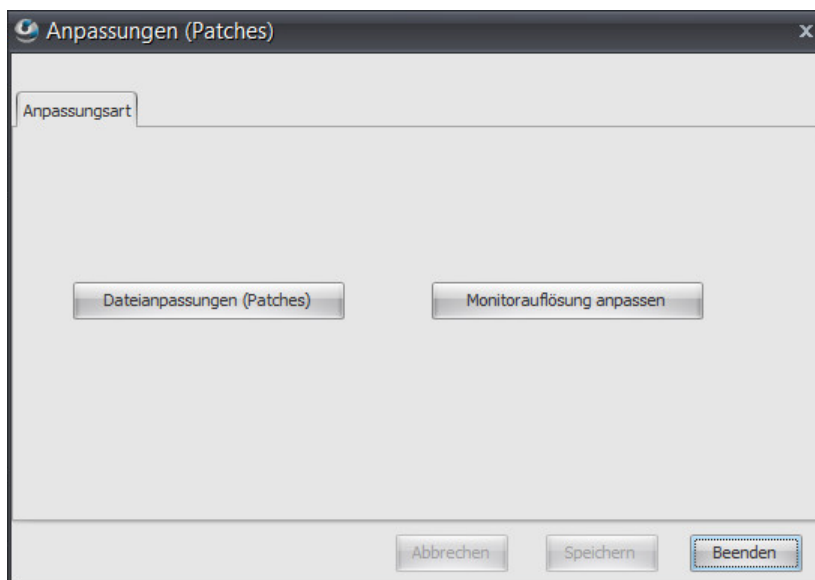 Anpassungen (Patches)
x
Anpassungsart
Dateianpassungen (Patches)
Monitorauflösung anpassen
Abbrechen
Speichern
Beenden